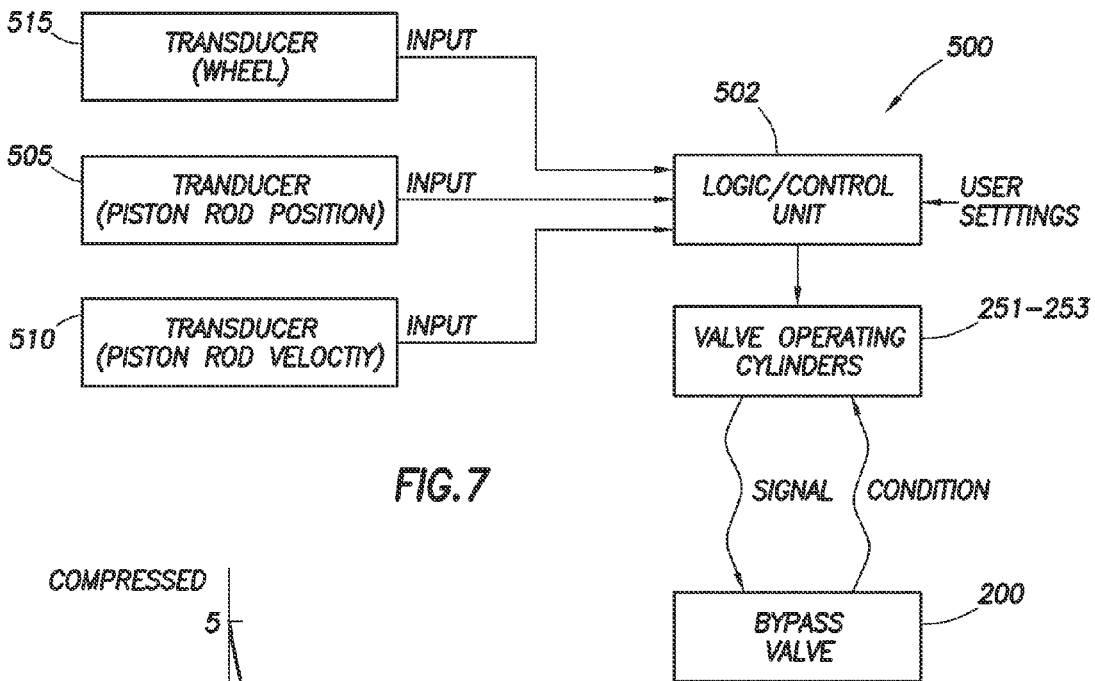 515
TRANSDUCER
(WHEEL)
INPUT
500
502
505
TRANDUCER
(PISTON ROD POSITION)
INPUT
LOGIC/CONTROL
UNIT
USER
SETTTINGS
510
TRANSDUCER
(PISTON ROD VELOCTIY)
INPUT
251-253
VALVE OPERATING
CYLINDERS
FIG.7
SIGNAL
CONDITION
COMPRESSED
5
200
BYPASS
VALVE